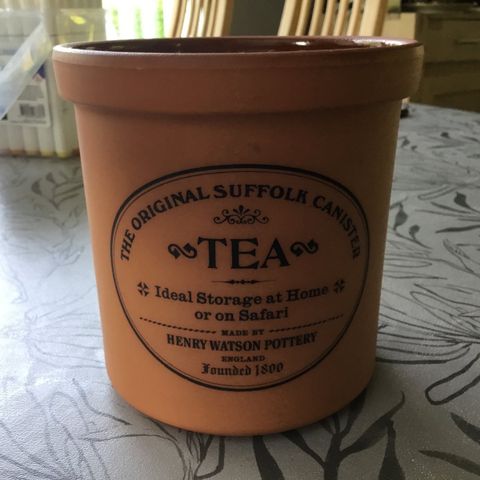 THE ORIGINAL SUFFOLK CANISTER
TEA
Ideal Storage at Home
or on Safari
MADE BY
HENRY WATSON POTTERY
ENGLAND
Founded 1800